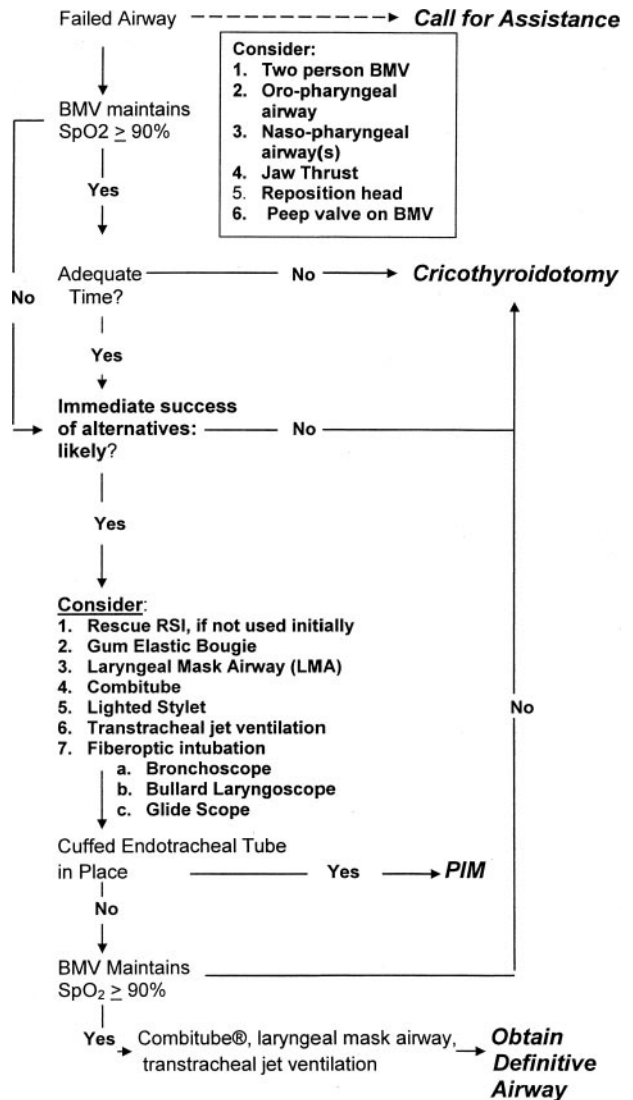 Failed Airway
Call for Assistance
Consider:
1. Two person BMV
2. Oro-pharyngeal
airway
3. Naso-pharyngeal
airway(s)
4. Jaw Thrust
5. Reposition head
6. Peep valve on BMV
BMV maintains
SpO2 ≥ 90%
Yes
No
Adequate
Time?
No
Cricothyroidotomy
Yes
Immediate success
of alternatives:
likely?
No
Yes
Consider:
1. Rescue RSI, if not used initially
2. Gum Elastic Bougie
3. Laryngeal Mask Airway (LMA)
4. Combitube
5. Lighted Stylet
6. Transtracheal jet ventilation
7. Fiberoptic intubation
a. Bronchoscope
b. Bullard Laryngoscope
c. Glide Scope
No
Cuffed Endotracheal Tube
in Place
Yes
PIM
No
BMV Maintains
SpO₂ ≥ 90%
Yes
Combitube®, laryngeal mask airway,
transtracheal jet ventilation
Obtain
Definitive
Airway